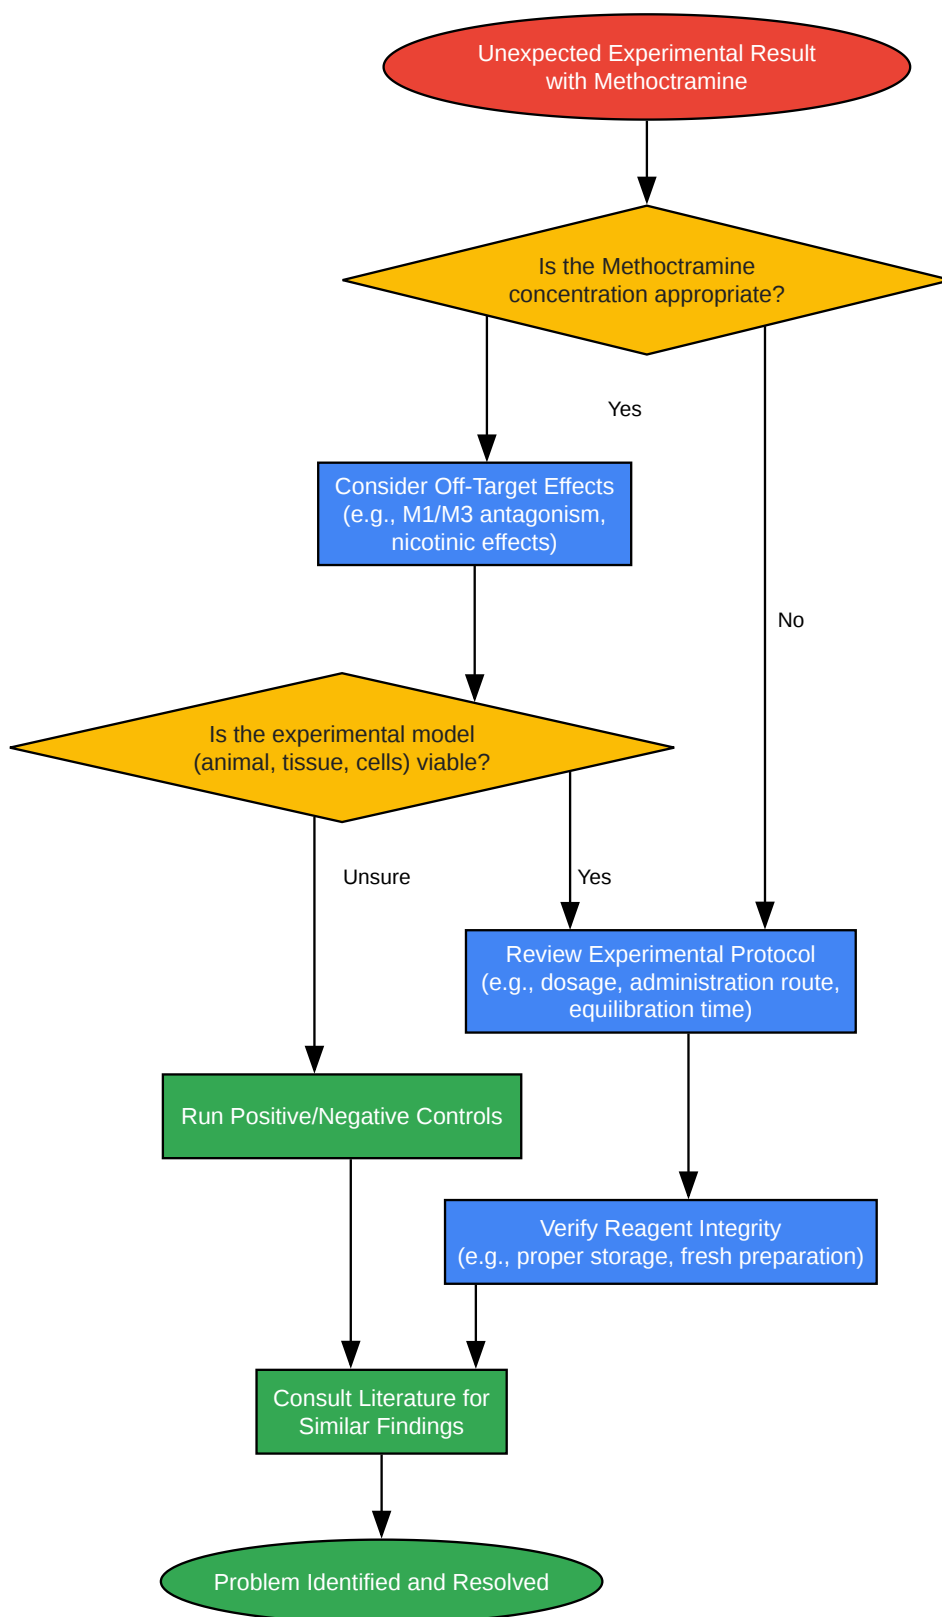 Unexpected Experimental Result
with Methoctramine
Is the Methoctramine
concentration appropriate?
Yes
Consider Off-Target Effects
(e.g., M1/M3 antagonism,
nicotinic effects)
No
Is the experimental model
(animal, tissue, cells) viable?
Unsure
Yes
Review Experimental Protocol
(e.g., dosage, administration route,
equilibration time)
Run Positive/Negative Controls
Verify Reagent Integrity
(e.g., proper storage, fresh preparation)
Consult Literature for
Similar Findings
Problem Identified and Resolved